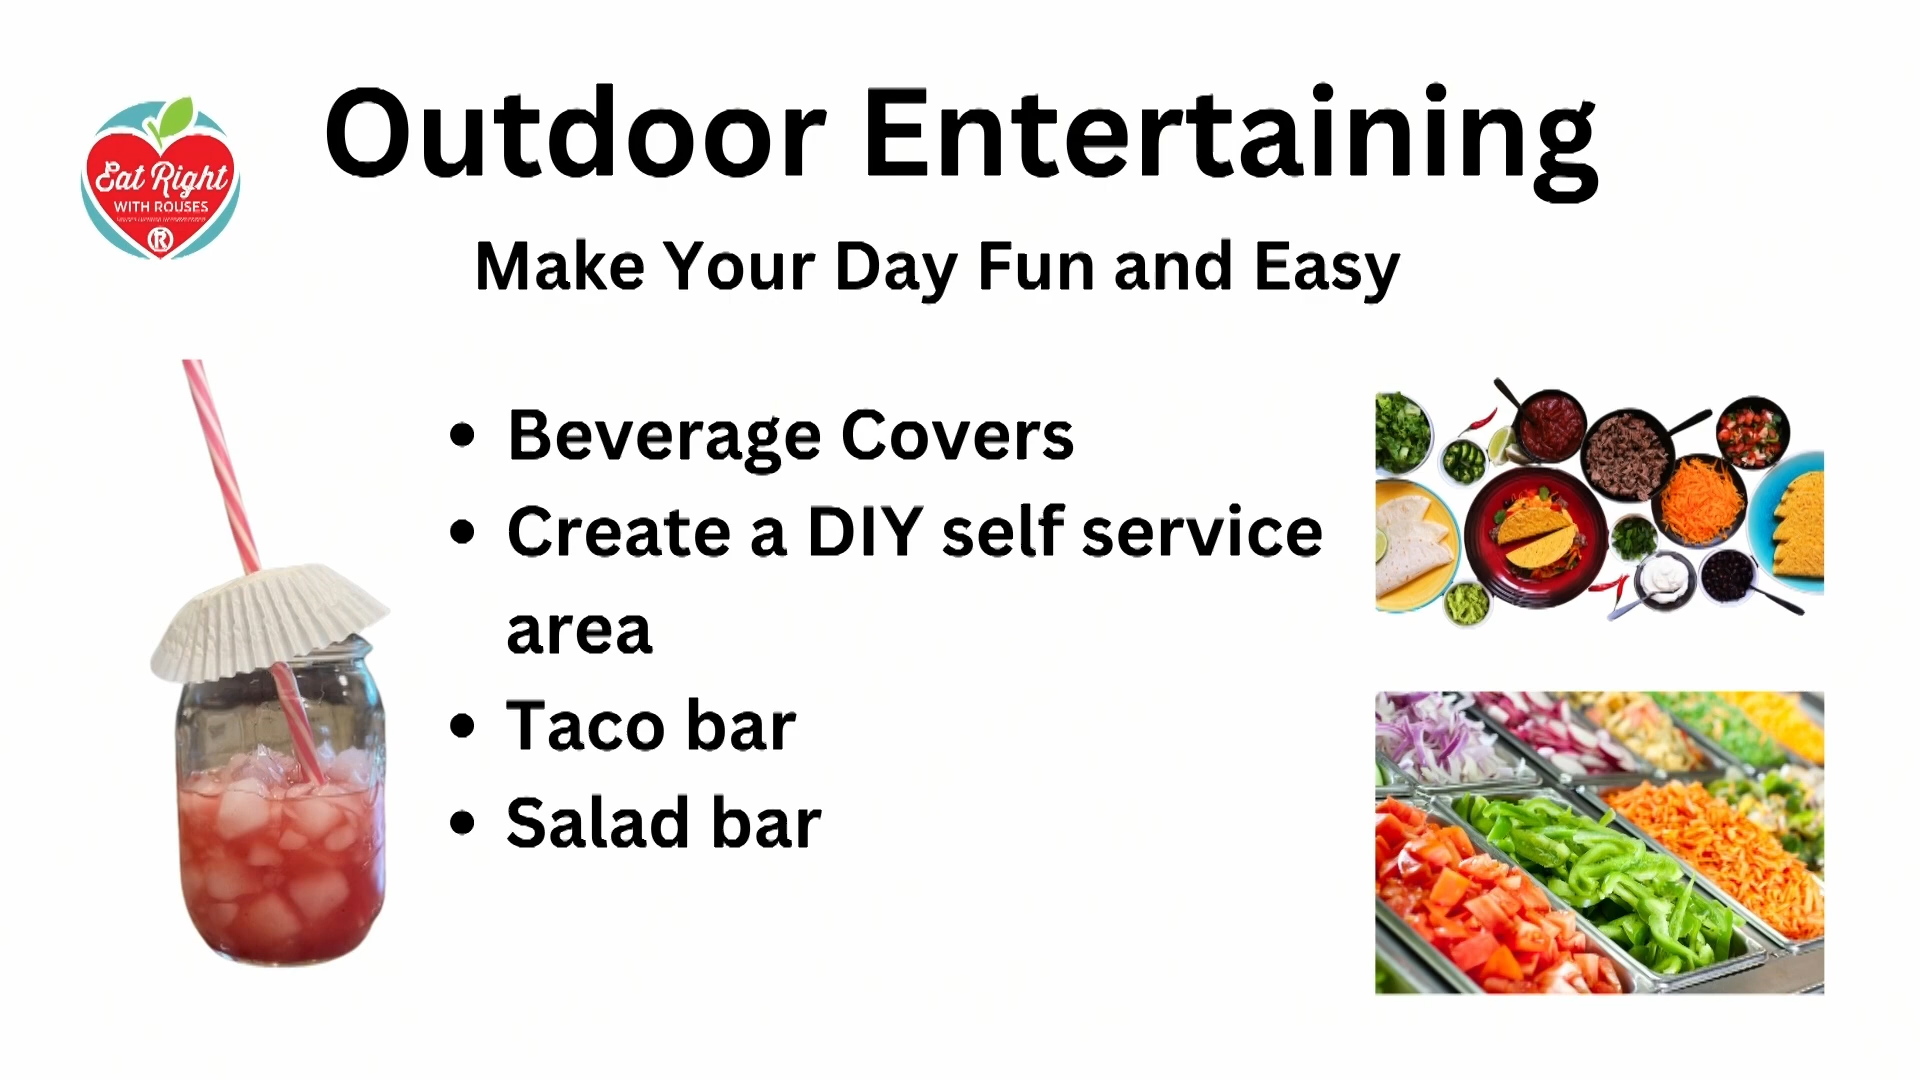 Outdoor Entertaining
Eat Right
WITH ROUSES
R
Make Your Day Fun and Easy
• Beverage Covers
• Create a DIY self service
area
• Taco bar
• Salad bar